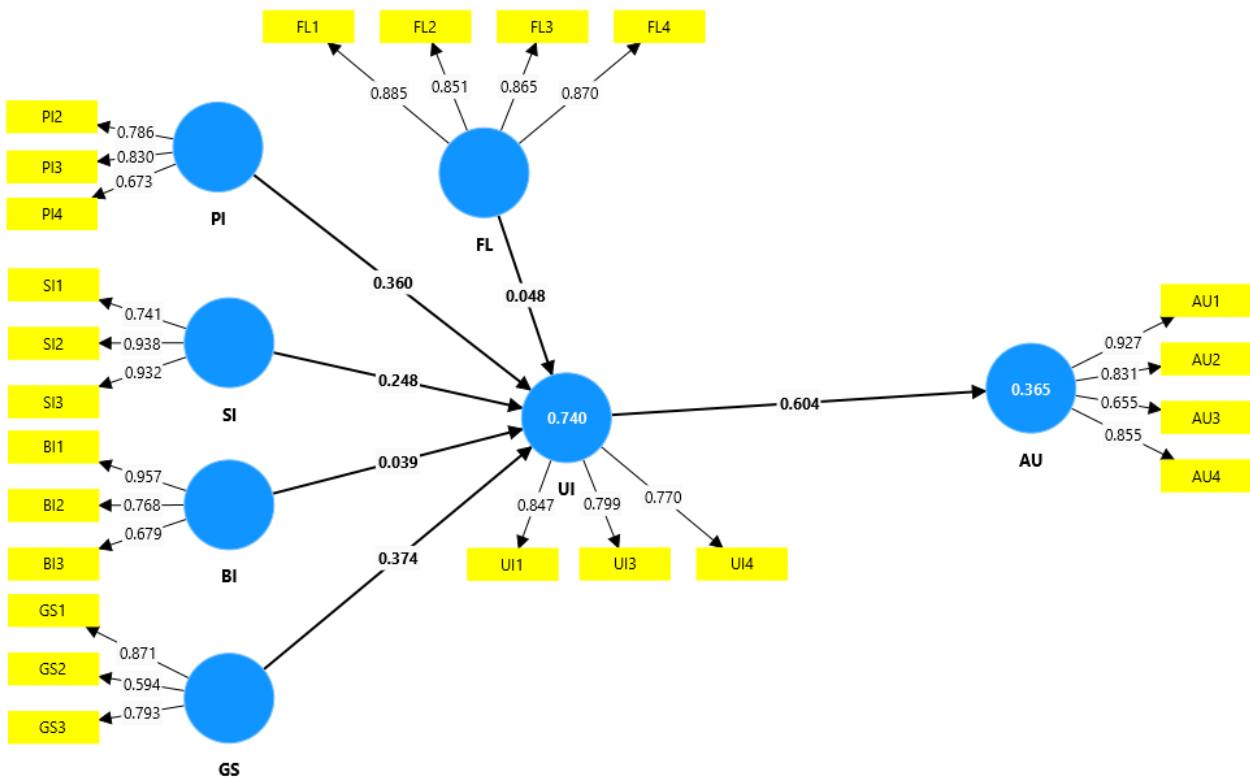 FL1 FL2 FL3 FL4
0.885 0.851 0.865 0.870
FL
PI2
PI3
PI4
0.786
0.830
0.673
PI
0.360
0.048
SI1
SI2
SI3
0.741
0.938
0.932
SI
0.248
BI1
BI2
BI3
0.957
0.768
0.679
BI
0.039
GS1
GS2
GS3
0.871
0.594
0.793
GS
0.374
0.740
UI
0.847 0.799 0.770
UI1 UI3 UI4
0.604
0.365
AU
0.927
0.831
0.655
0.855
AU1
AU2
AU3
AU4